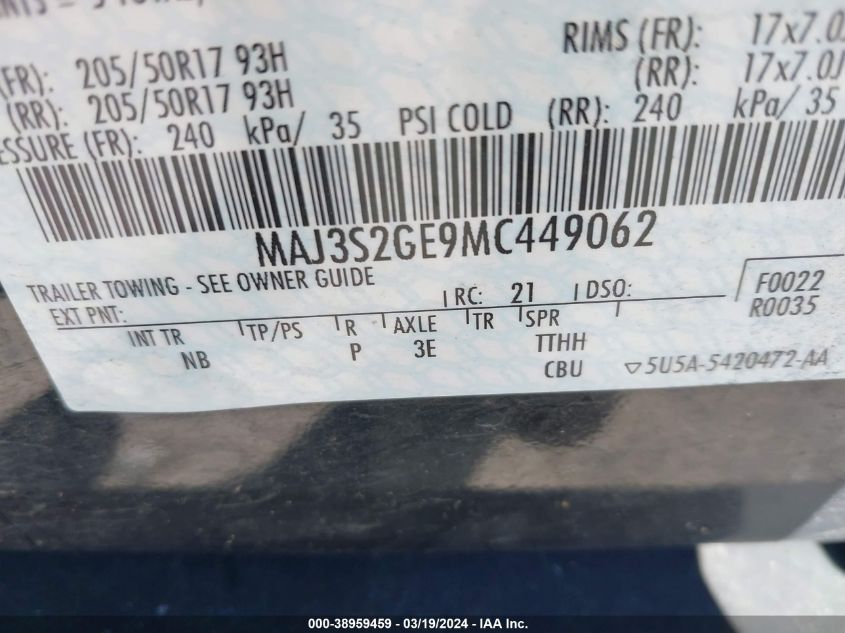 RIMS (FR): 17x7.0J
(FR): 205/50R17 93H (RR): 17x7.0J
(RR): 205/50R17 93H
(FR): 240 kPa/ 35 PSI COLD (RR): 240 kPa/ 35
MAJ3S2GE9MC449062
TRAILER TOWING - SEE OWNER GUIDE
EXT PNT: RC: 21 DSO: F0022
R0035
INT TR TP/PS R AXLE TR SPR
NB P 3E TTHH
CBU 5U5A-5420472-AA
000-38959459 - 03/19/2024 - IAA Inc.